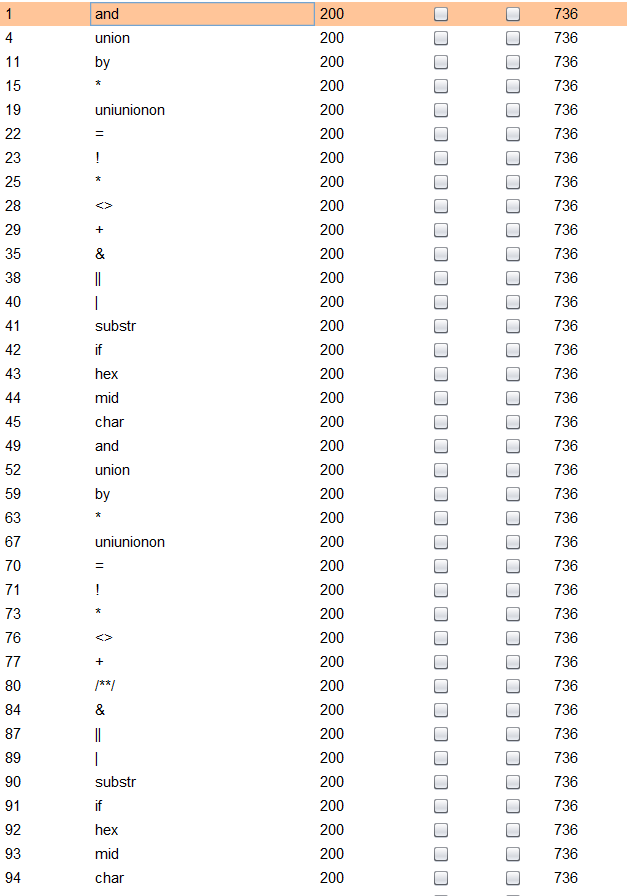 1 and 200 736
4 union 200 736
11 by 200 736
15 * 200 736
19 uniunionon 200 736
22 = 200 736
23 ! 200 736
25 * 200 736
28 <> 200 736
29 + 200 736
35 & 200 736
38 || 200 736
40 | 200 736
41 substr 200 736
42 if 200 736
43 hex 200 736
44 mid 200 736
45 char 200 736
49 and 200 736
52 union 200 736
59 by 200 736
63 * 200 736
67 uniunionon 200 736
70 = 200 736
71 ! 200 736
73 * 200 736
76 <> 200 736
77 + 200 736
80 /**/ 200 736
84 & 200 736
87 || 200 736
89 | 200 736
90 substr 200 736
91 if 200 736
92 hex 200 736
93 mid 200 736
94 char 200 736